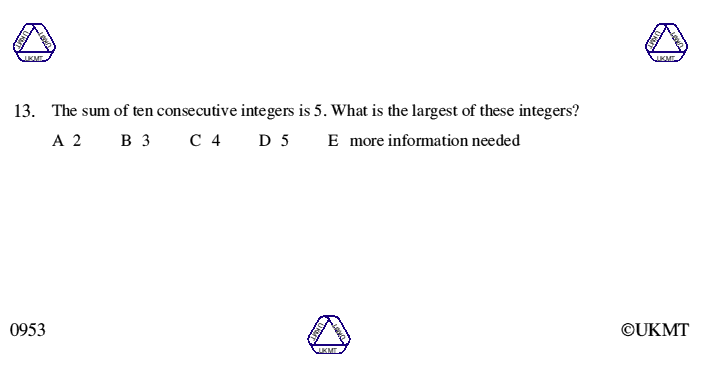 UKMT UKMT UKMT
UKMT UKMT UKMT
13. The sum of ten consecutive integers is 5. What is the largest of these integers?
A 2 B 3 C 4 D 5 E more information needed
UKMT UKMT UKMT
0953
©UKMT